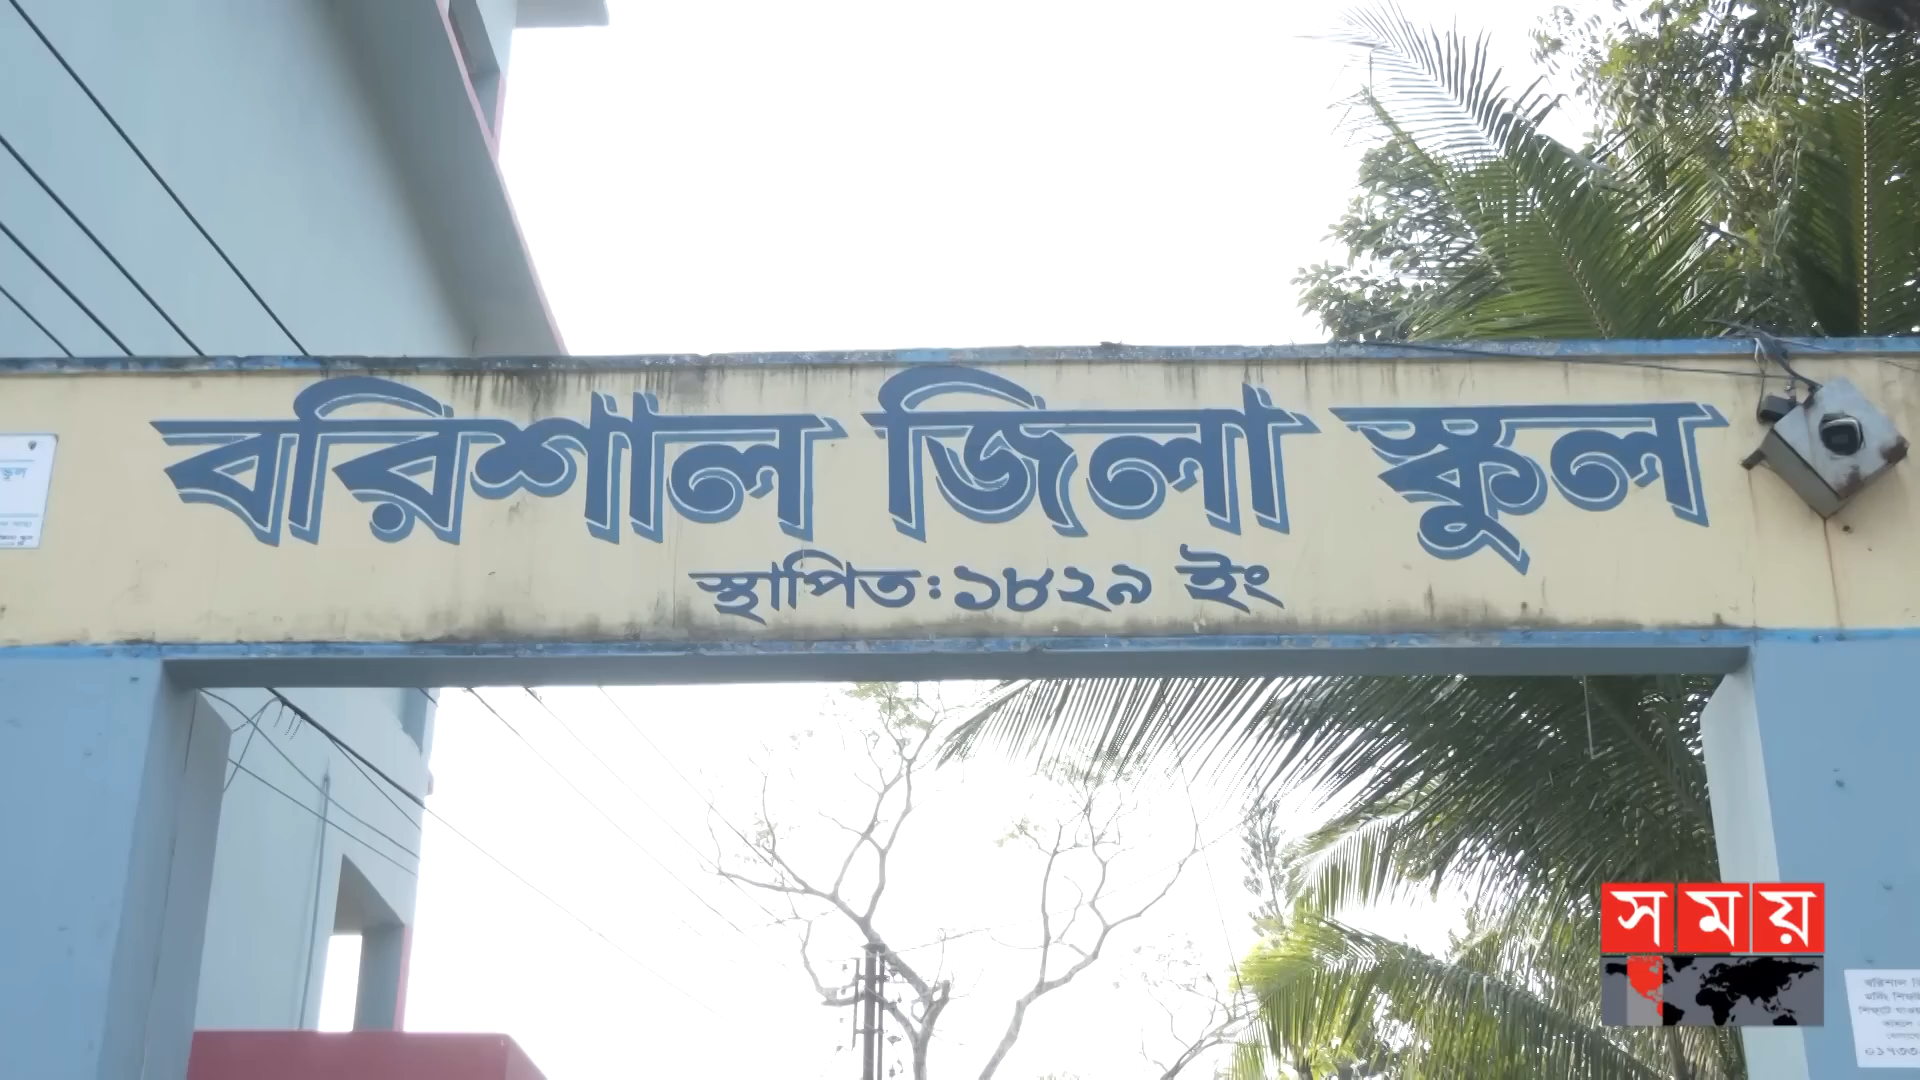 বরিশাল জিলা স্কুল
স্থাপিত: ১৮২৯ ইং
সময়